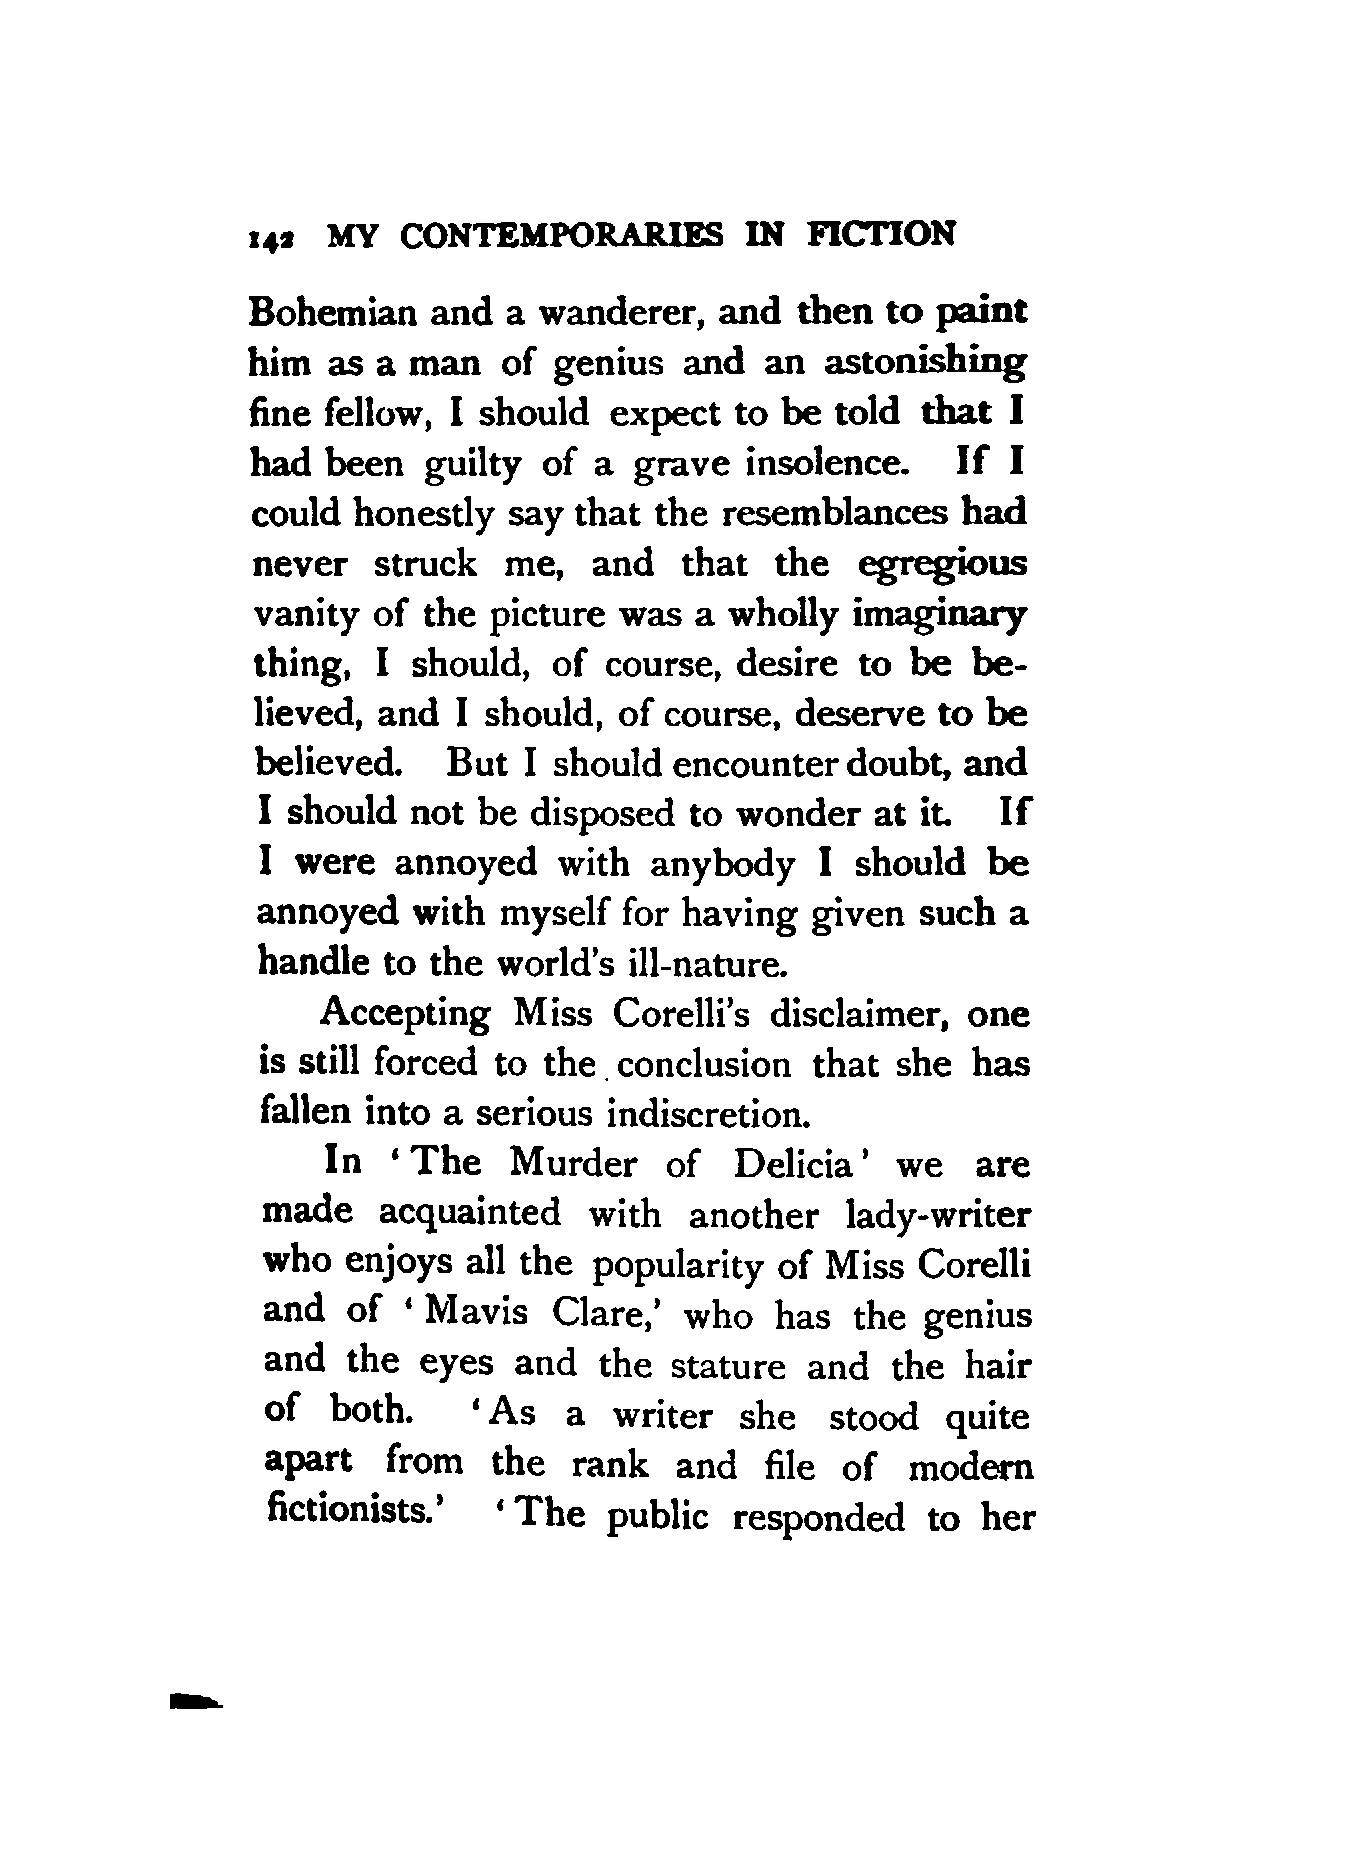 142 MY CONTEMPORARIES IN FICTION
Bohemian and a wanderer, and then to paint
him as a man of genius and an astonishing
fine fellow, I should expect to be told that I
had been guilty of a grave insolence. If I
could honestly say that the resemblances had
never struck me, and that the egregious
vanity of the picture was a wholly imaginary
thing, I should, of course, desire to be be-
lieved, and I should, of course, deserve to be
believed. But I should encounter doubt, and
I should not be disposed to wonder at it. If
I were annoyed with anybody I should be
annoyed with myself for having given such a
handle to the world's ill-nature.
Accepting Miss Corelli's disclaimer, one
is still forced to the conclusion that she has
fallen into a serious indiscretion.
In ‘The Murder of Delicia’ we are
made acquainted with another lady-writer
who enjoys all the popularity of Miss Corelli
and of ‘Mavis Clare,’ who has the genius
and the eyes and the stature and the hair
of both. ‘As a writer she stood quite
apart from the rank and file of modern
fictionists.’ ‘The public responded to her